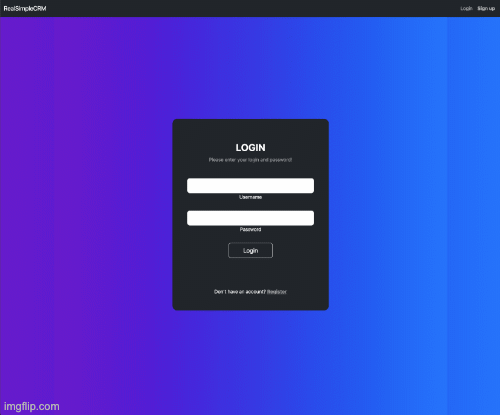 RealSimpleCRM
Login Sign up
LOGIN
Please enter your login and password!
Username
Password
Login
Don't have an account? Register
imgflip.com